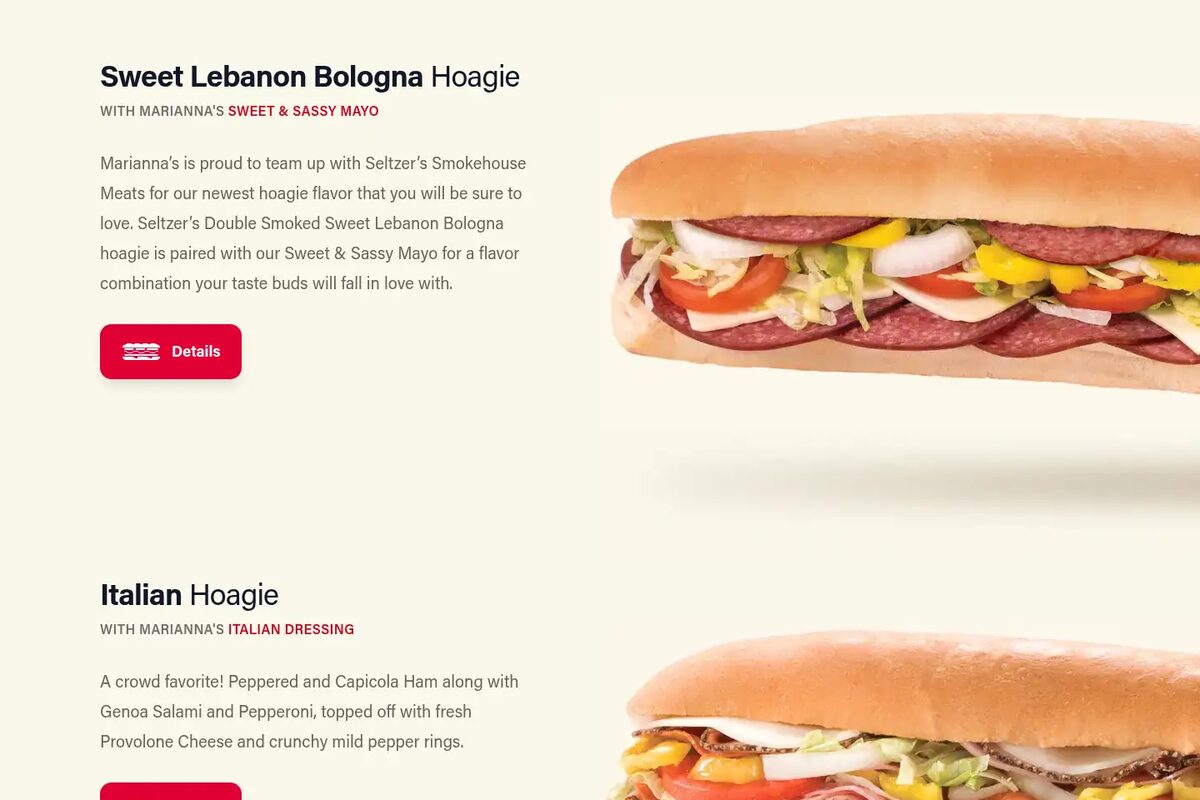 Sweet Lebanon Bologna Hoagie
WITH MARIANNA'S SWEET & SASSY MAYO
Marianna’s is proud to team up with Seltzer’s Smokehouse
Meats for our newest hoagie flavor that you will be sure to
love. Seltzer’s Double Smoked Sweet Lebanon Bologna
hoagie is paired with our Sweet & Sassy Mayo for a flavor
combination your taste buds will fall in love with.
Details
Italian Hoagie
WITH MARIANNA'S ITALIAN DRESSING
A crowd favorite! Peppered and Capicola Ham along with
Genoa Salami and Pepperoni, topped off with fresh
Provolone Cheese and crunchy mild pepper rings.